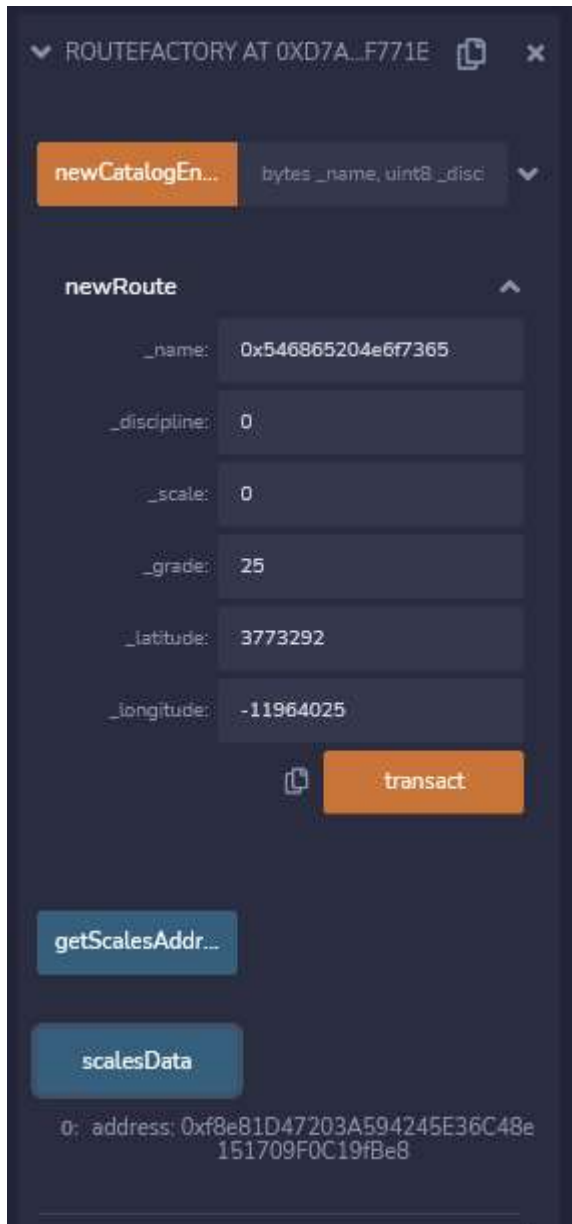 ROUTEFACTORY AT 0XD7A...F771E
newCatalogEn... bytes _name, uint8 _disci
newRoute
_name: 0x546865204e6f7365
_discipline: 0
_scale: 0
_grade: 25
_latitude: 3773292
_longitude: -11964025
transact
getScalesAddr...
scalesData
0: address: 0xf8e81D47203A594245E36C48e
151709F0C19fBe8